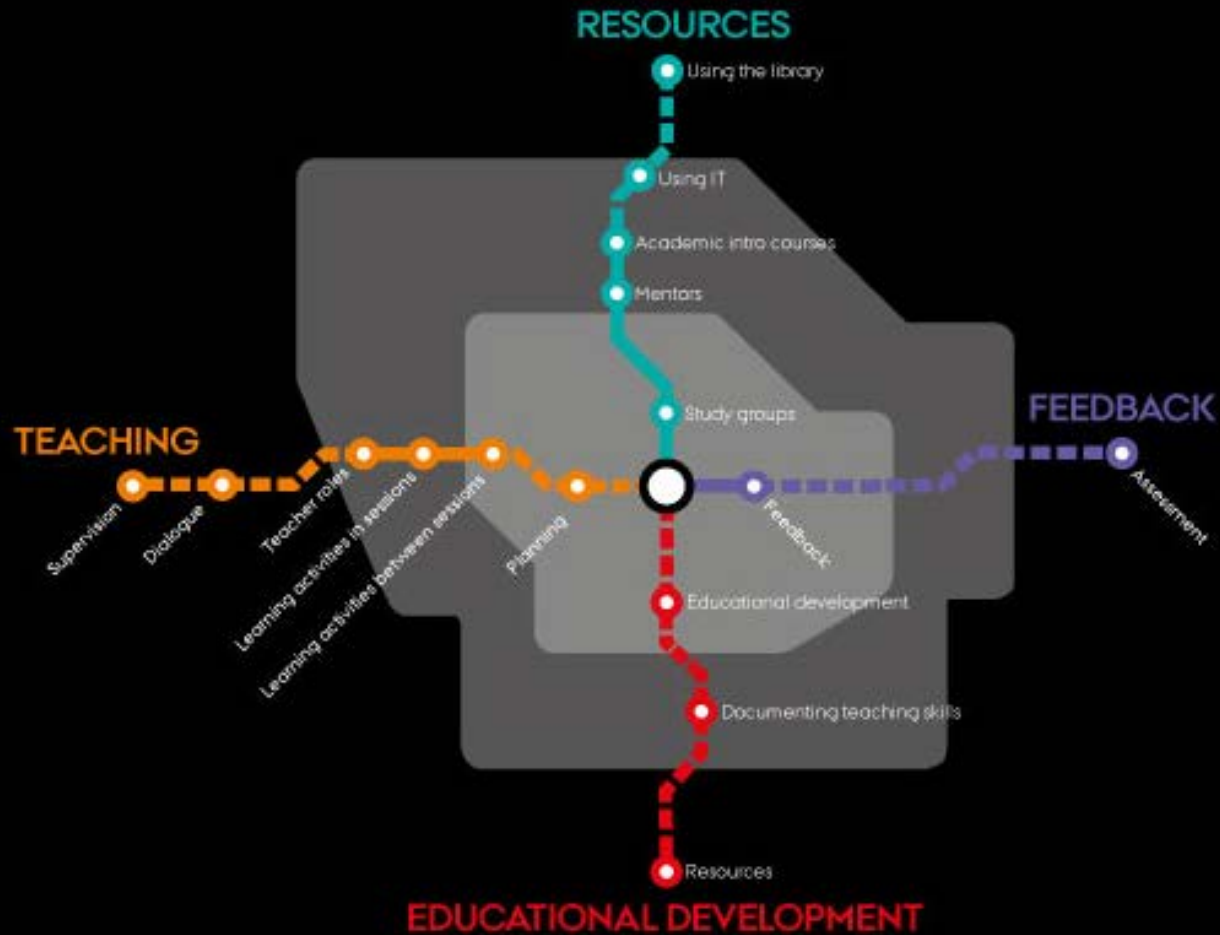 RESOURCES
Using the library
Using IT
Academic intro courses
Mentors
Study groups
TEACHING
Supervision
Dialogue
Teacher roles
Learning activities in sessions
Learning activities between sessions
Planning
FEEDBACK
Feedback
Assessment
Educational development
Documenting teaching skills
Resources
EDUCATIONAL DEVELOPMENT